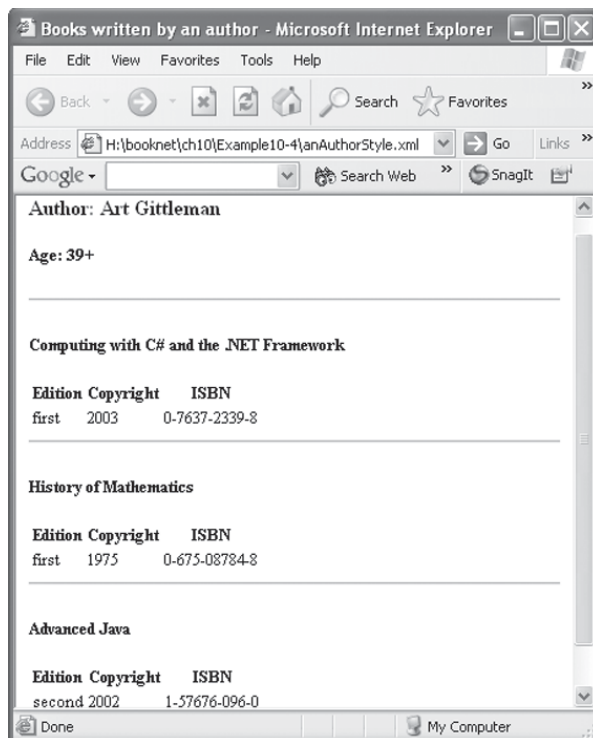 Books written by an author - Microsoft Internet Explorer
File Edit View Favorites Tools Help
Back Search Favorites
Address H:\booknet\ch10\Example10-4\anAuthorStyle.xml Go Links
Google Search Web SnagIt
Author: Art Gittleman
Age: 39+
Computing with C# and the .NET Framework
Edition Copyright ISBN
first 2003 0-7637-2339-8
History of Mathematics
Edition Copyright ISBN
first 1975 0-675-08784-8
Advanced Java
Edition Copyright ISBN
second 2002 1-57676-096-0
Done My Computer